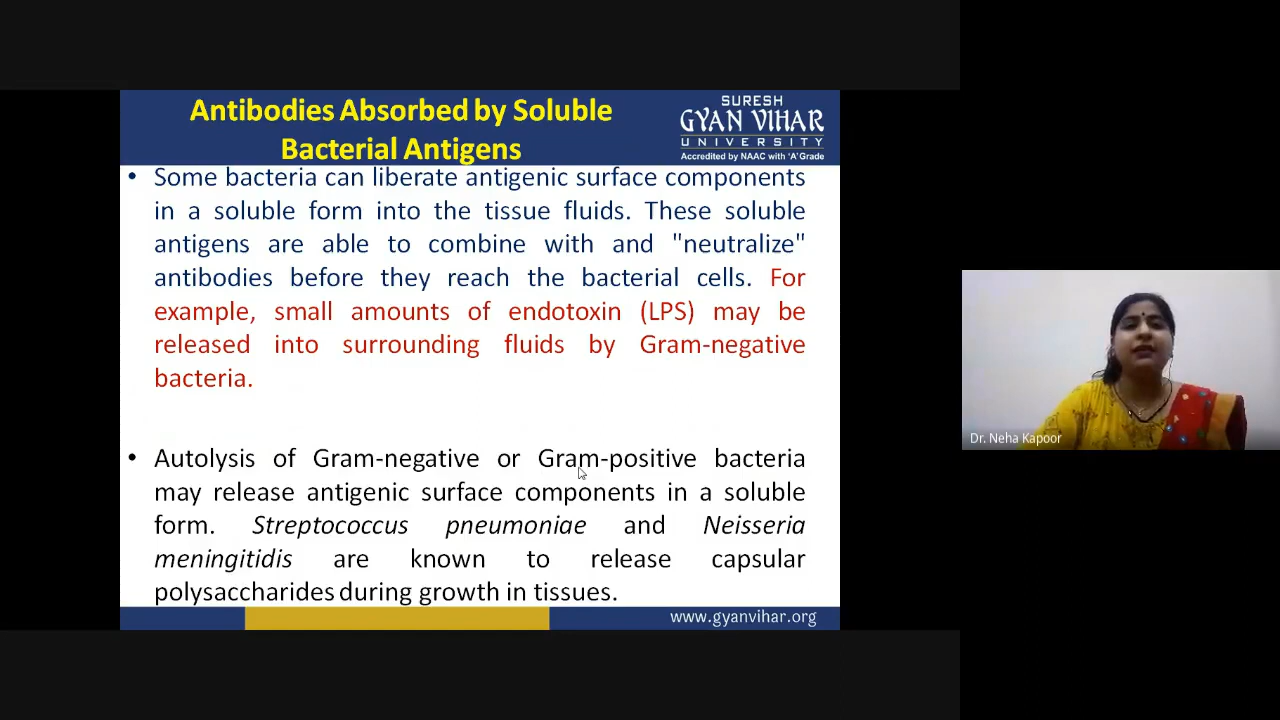 Antibodies Absorbed by Soluble
Bacterial Antigens
SURESH
GYAN VIHAR
UNIVERSITY
Accredited by NAAC with 'A' Grade
• Some bacteria can liberate antigenic surface components
in a soluble form into the tissue fluids. These soluble
antigens are able to combine with and "neutralize"
antibodies before they reach the bacterial cells. For
example, small amounts of endotoxin (LPS) may be
released into surrounding fluids by Gram-negative
bacteria.
• Autolysis of Gram-negative or Gram-positive bacteria
may release antigenic surface components in a soluble
form. Streptococcus pneumoniae and Neisseria
meningitidis are known to release capsular
polysaccharides during growth in tissues.
www.gyanvihar.org
Dr. Neha Kapoor